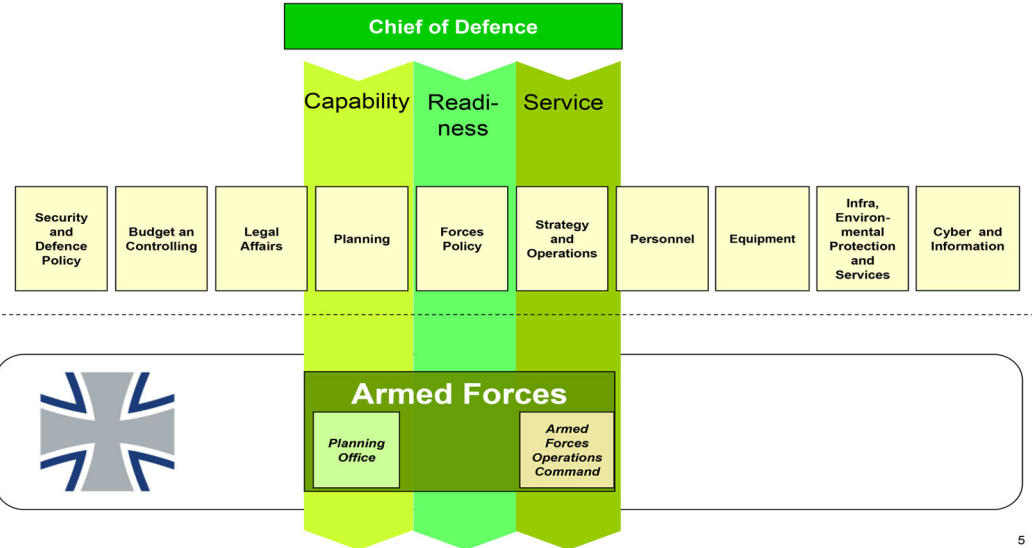 Chief of Defence
Capability
Readi-
ness
Service
Security
and
Defence
Policy
Budget an
Controlling
Legal
Affairs
Planning
Forces
Policy
Strategy
and
Operations
Personnel
Equipment
Infra,
Environ-
mental
Protection
and
Services
Cyber and
Information
Armed Forces
Planning
Office
Armed
Forces
Operations
Command
5